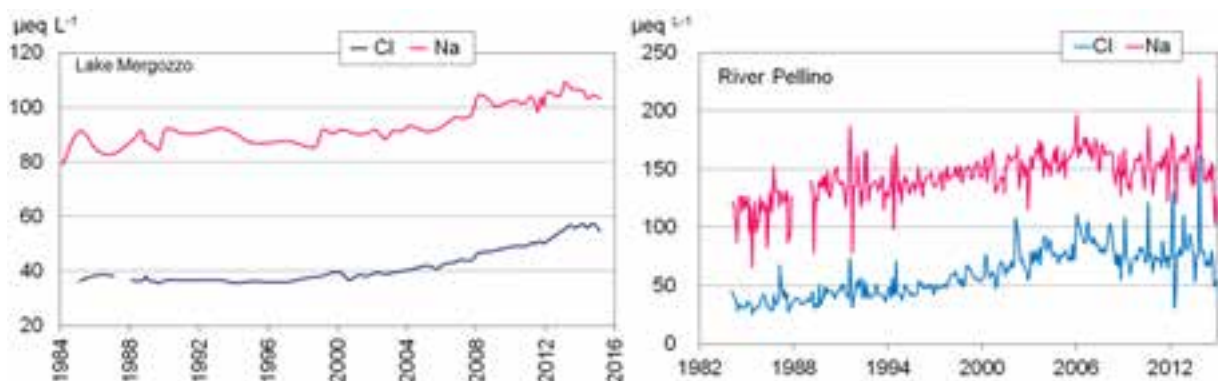 µeq L⁻¹
120
100
80
60
40
20
Lake Mergozzo
Cl Na
1984 1988 1992 1996 2000 2004 2008 2012 2016
µeq L⁻¹
250
200
150
100
50
0
River Pellino
Cl Na
1982 1988 1994 2000 2006 2012